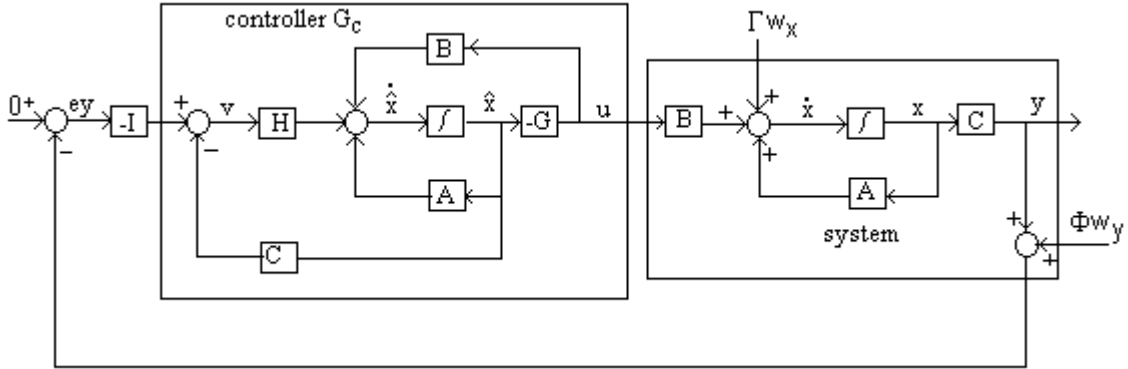 controller G_c
Γw_x
B
0 + ey -I + v H ẋ̂ ∫ x̂ -G u B + + ẋ ∫ x C y
− − +
A A
system
+ Φw_y
C +